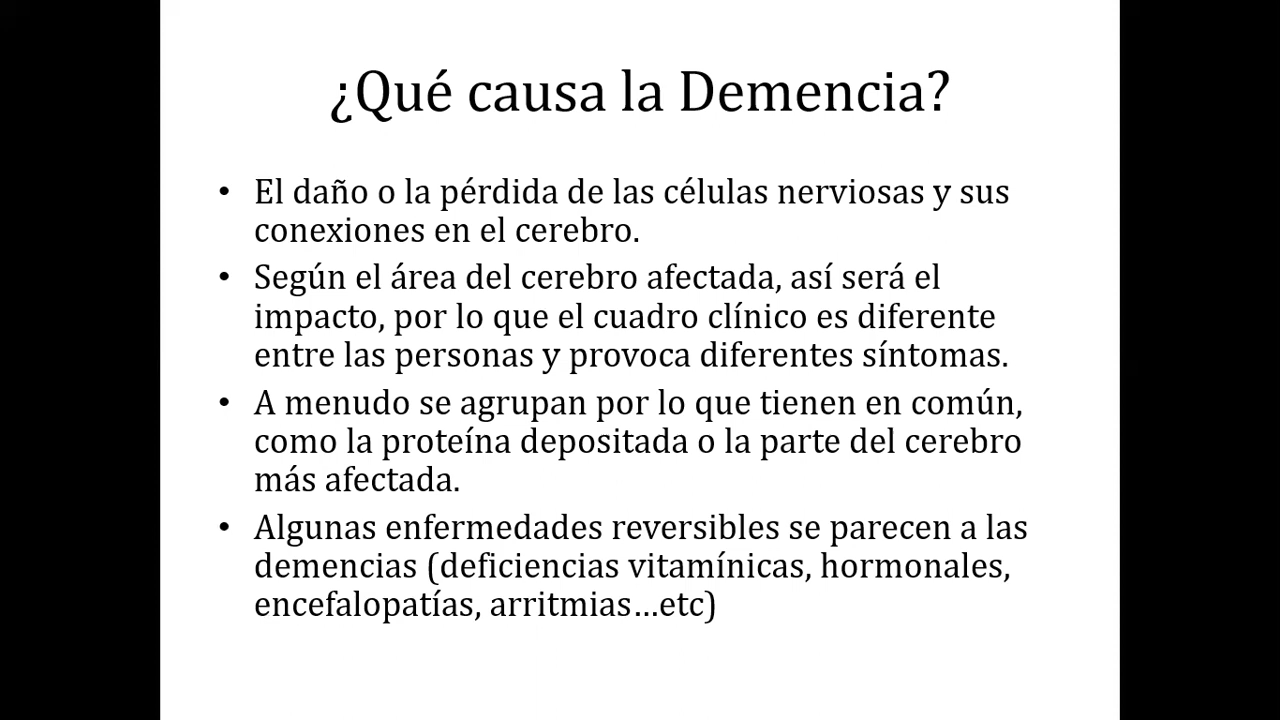 ¿Qué causa la Demencia?
• El daño o la pérdida de las células nerviosas y sus
conexiones en el cerebro.
• Según el área del cerebro afectada, así será el
impacto, por lo que el cuadro clínico es diferente
entre las personas y provoca diferentes síntomas.
• A menudo se agrupan por lo que tienen en común,
como la proteína depositada o la parte del cerebro
más afectada.
• Algunas enfermedades reversibles se parecen a las
demencias (deficiencias vitamínicas, hormonales,
encefalopatías, arritmias...etc)